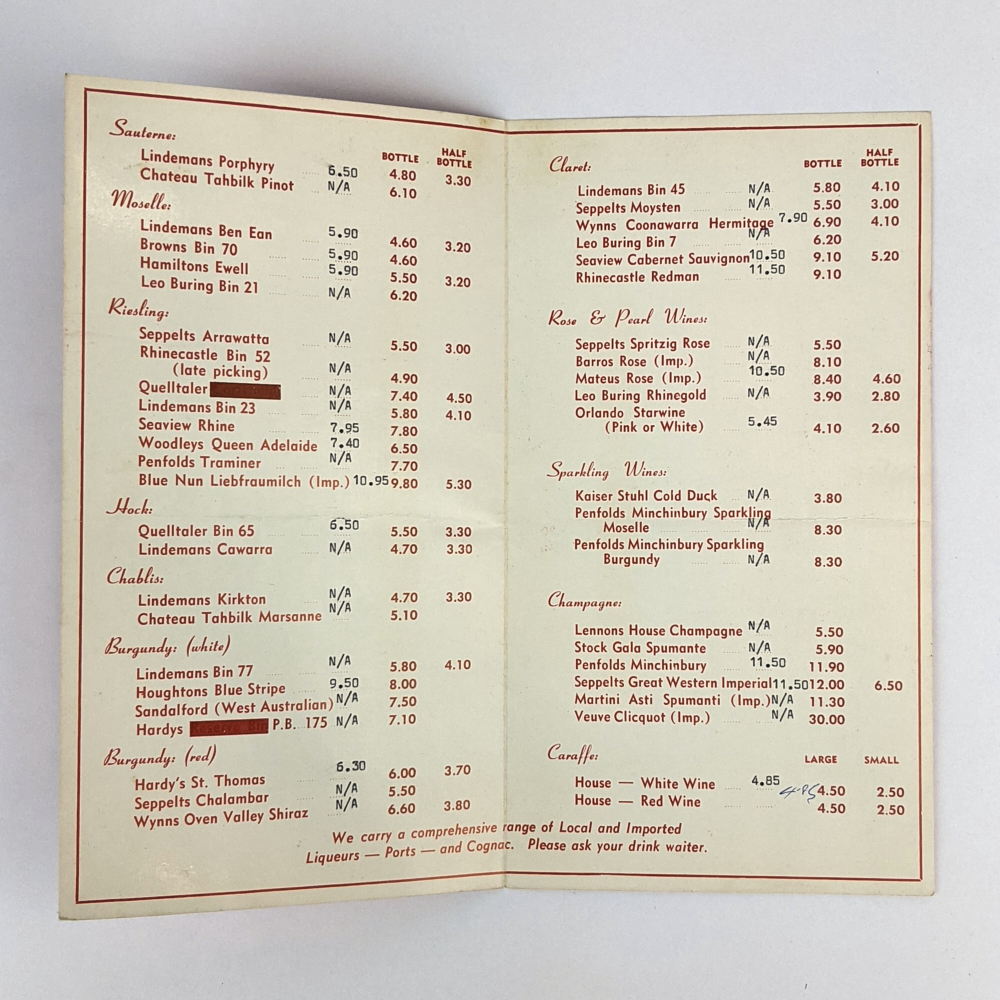 Sauterne:
BOTTLE HALF BOTTLE
Lindemans Porphyry 6.50 4.80 3.30
Chateau Tahbilk Pinot N/A 6.10
Moselle:
Lindemans Ben Ean 5.90 4.60 3.20
Browns Bin 70 5.90 4.60
Hamiltons Ewell 5.90 5.50 3.20
Leo Buring Bin 21 N/A 6.20
Riesling:
Seppelts Arrawatta N/A 5.50 3.00
Rhinecastle Bin 52
(late picking) N/A 4.90
Quelltaler N/A 7.40 4.50
Lindemans Bin 23 N/A 5.80 4.10
Seaview Rhine 7.95 7.80
Woodleys Queen Adelaide 7.40 6.50
Penfolds Traminer N/A 7.70
Blue Nun Liebfraumilch (Imp.) 10.95 9.80 5.30
Hock:
Quelltaler Bin 65 6.50 5.50 3.30
Lindemans Cawarra N/A 4.70 3.30
Chablis:
Lindemans Kirkton N/A 4.70 3.30
Chateau Tahbilk Marsanne N/A 5.10
Burgundy: (white)
Lindemans Bin 77 N/A 5.80 4.10
Houghtons Blue Stripe 9.50 8.00
Sandalford (West Australian) N/A 7.50
Hardys P.B. 175 N/A 7.10
Burgundy: (red)
Hardy's St. Thomas 6.30 6.00 3.70
Seppelts Chalambar N/A 5.50
Wynns Oven Valley Shiraz N/A 6.60 3.80
Claret:
BOTTLE HALF BOTTLE
Lindemans Bin 45 N/A 5.80 4.10
Seppelts Moysten N/A 5.50 3.00
Wynns Coonawarra Hermitage 7.90 6.90 4.10
Leo Buring Bin 7 N/A 6.20
Seaview Cabernet Sauvignon 10.50 9.10 5.20
Rhinecastle Redman 11.50 9.10
Rose & Pearl Wines:
Seppelts Spritzig Rose N/A 5.50
Barros Rose (Imp.) N/A 8.10
Mateus Rose (Imp.) 10.50 8.40 4.60
Leo Buring Rhinegold N/A 3.90 2.80
Orlando Starwine
(Pink or White) 5.45 4.10 2.60
Sparkling Wines:
Kaiser Stuhl Cold Duck N/A 3.80
Penfolds Minchinbury Sparkling
Moselle N/A 8.30
Penfolds Minchinbury Sparkling
Burgundy N/A 8.30
Champagne:
Lennons House Champagne N/A 5.50
Stock Gala Spumante N/A 5.90
Penfolds Minchinbury 11.50 11.90
Seppelts Great Western Imperial 11.50 12.00 6.50
Martini Asti Spumanti (Imp.) N/A 11.30
Veuve Clicquot (Imp.) N/A 30.00
Caraffe:
LARGE SMALL
House — White Wine 4.85 4.50 2.50
House — Red Wine 485 4.50 2.50
We carry a comprehensive range of Local and Imported
Liqueurs — Ports — and Cognac. Please ask your drink waiter.